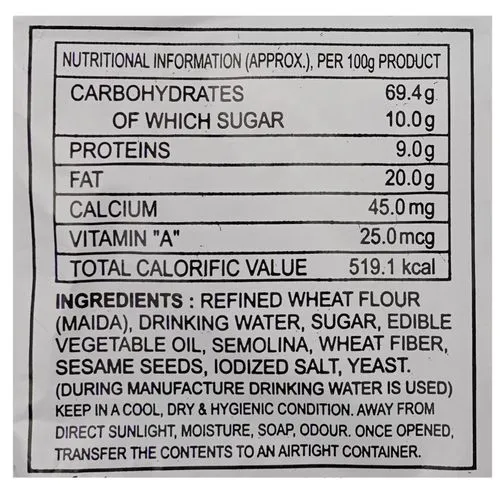 NUTRITIONAL INFORMATION (APPROX.), PER 100g PRODUCT
CARBOHYDRATES 69.4g
OF WHICH SUGAR 10.0g
PROTEINS 9.0g
FAT 20.0g
CALCIUM 45.0mg
VITAMIN "A" 25.0mcg
TOTAL CALORIFIC VALUE 519.1 kcal
INGREDIENTS : REFINED WHEAT FLOUR
(MAIDA), DRINKING WATER, SUGAR, EDIBLE
VEGETABLE OIL, SEMOLINA, WHEAT FIBER,
SESAME SEEDS, IODIZED SALT, YEAST.
(DURING MANUFACTURE DRINKING WATER IS USED)
KEEP IN A COOL, DRY & HYGIENIC CONDITION. AWAY FROM
DIRECT SUNLIGHT, MOISTURE, SOAP, ODOUR. ONCE OPENED,
TRANSFER THE CONTENTS TO AN AIRTIGHT CONTAINER.